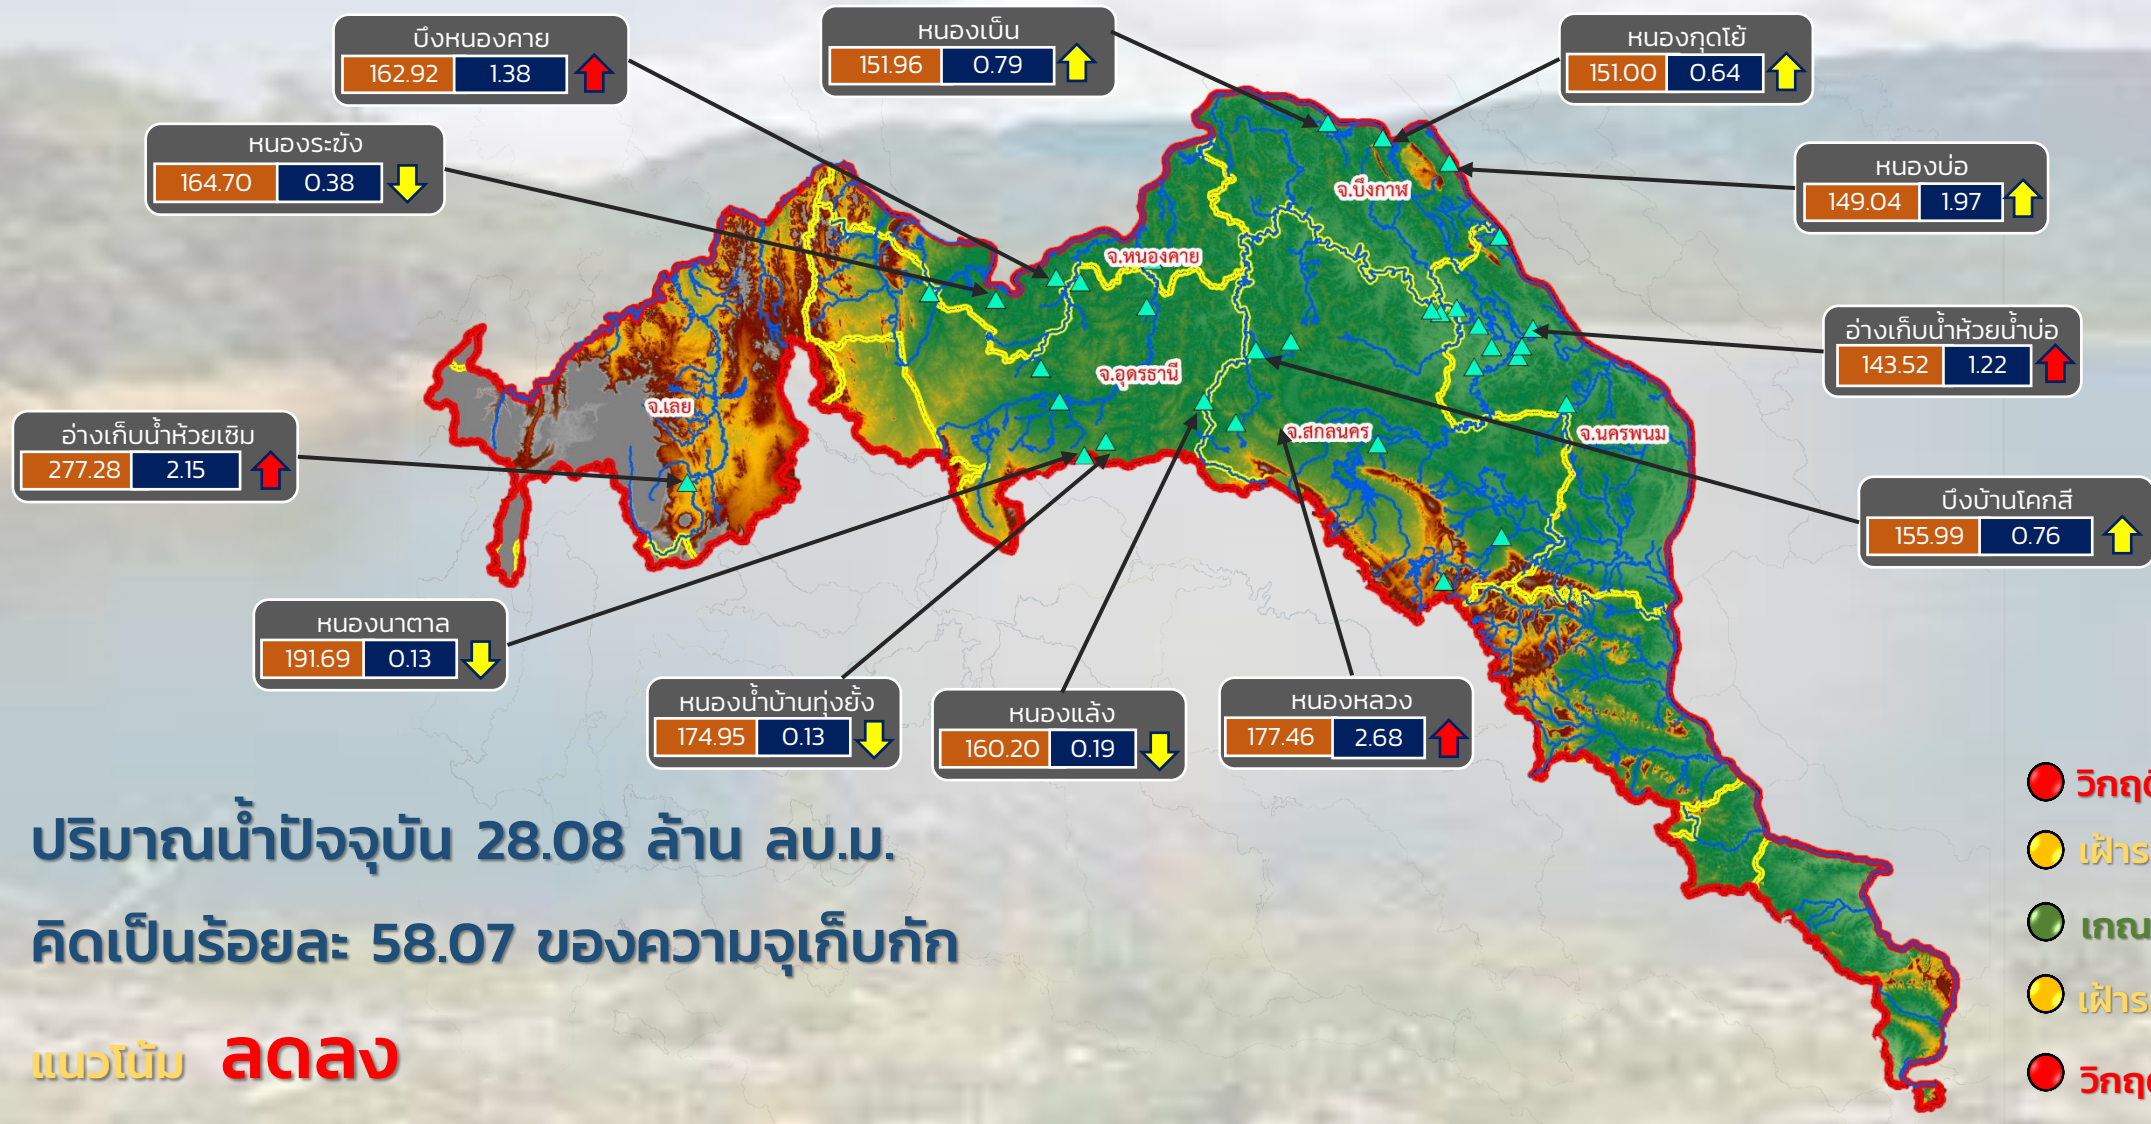 บึงหนองคาย
162.92 1.38
หนองเบ็น
151.96 0.79
หนองกุดโย้
151.00 0.64
หนองระฆัง
164.70 0.38
หนองบ่อ
149.04 1.97
จ.บึงกาฬ
จ.หนองคาย
อ่างเก็บน้ำห้วยน้ำบ่อ
143.52 1.22
จ.อุดรธานี
จ.เลย
จ.สกลนคร
จ.นครพนม
อ่างเก็บน้ำห้วยเซิม
277.28 2.15
บึงบ้านโคกสี
155.99 0.76
หนองนาตาล
191.69 0.13
หนองน้ำบ้านทุ่งยั้ง
174.95 0.13
หนองแล้ง
160.20 0.19
หนองหลวง
177.46 2.68
ปริมาณน้ำปัจจุบัน 28.08 ล้าน ลบ.ม.
คิดเป็นร้อยละ 58.07 ของความจุเก็บกัก
แนวโน้ม ลดลง